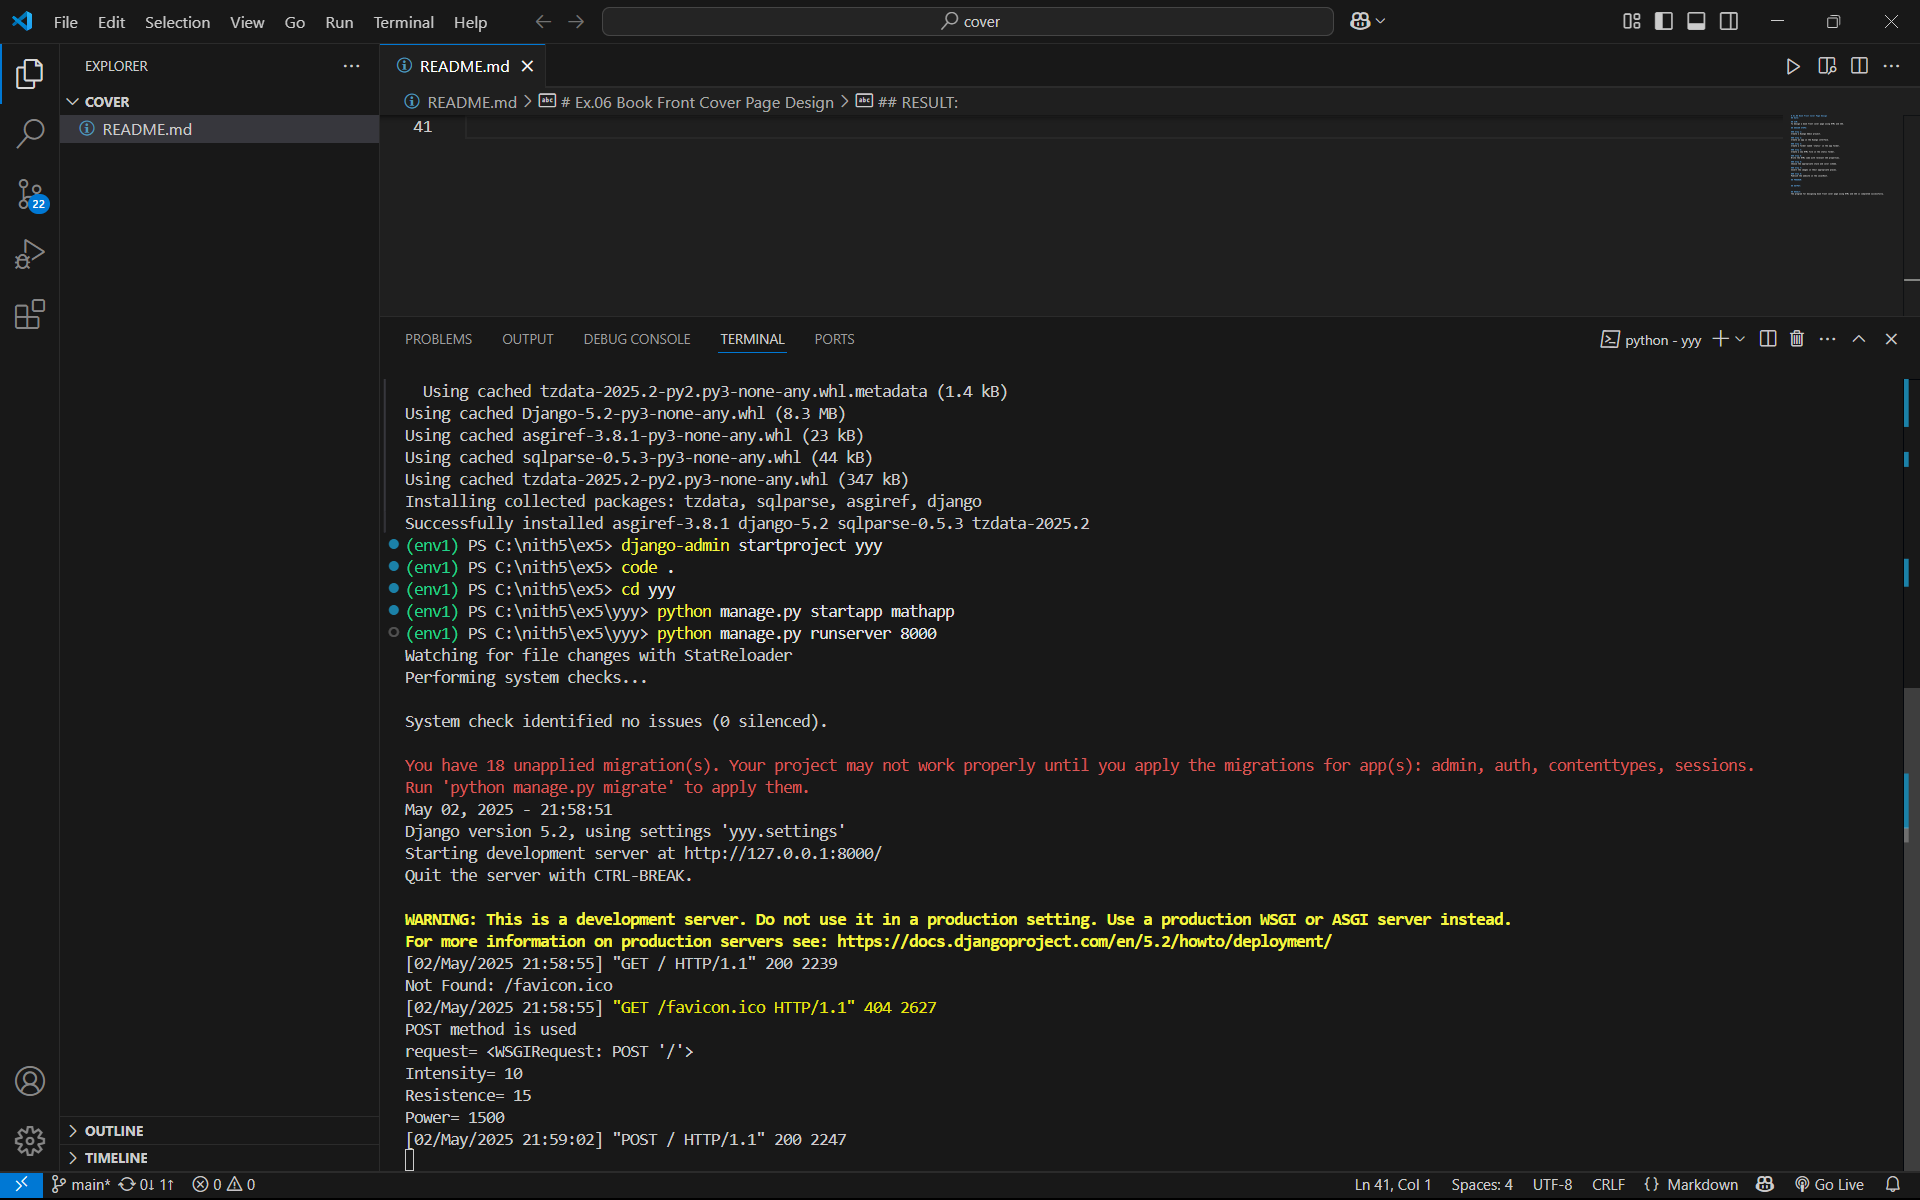 File Edit Selection View Go Run Terminal Help
cover
EXPLORER
COVER
README.md
22
OUTLINE
TIMELINE
README.md
README.md > # Ex.06 Book Front Cover Page Design > ## RESULT:
41
PROBLEMS OUTPUT DEBUG CONSOLE TERMINAL PORTS
python - yyy
Using cached tzdata-2025.2-py2.py3-none-any.whl.metadata (1.4 kB)
Using cached Django-5.2-py3-none-any.whl (8.3 MB)
Using cached asgiref-3.8.1-py3-none-any.whl (23 kB)
Using cached sqlparse-0.5.3-py3-none-any.whl (44 kB)
Using cached tzdata-2025.2-py2.py3-none-any.whl (347 kB)
Installing collected packages: tzdata, sqlparse, asgiref, django
Successfully installed asgiref-3.8.1 django-5.2 sqlparse-0.5.3 tzdata-2025.2
(env1) PS C:\nith5\ex5> django-admin startproject yyy
(env1) PS C:\nith5\ex5> code .
(env1) PS C:\nith5\ex5> cd yyy
(env1) PS C:\nith5\ex5\yyy> python manage.py startapp mathapp
(env1) PS C:\nith5\ex5\yyy> python manage.py runserver 8000
Watching for file changes with StatReloader
Performing system checks...
System check identified no issues (0 silenced).
You have 18 unapplied migration(s). Your project may not work properly until you apply the migrations for app(s): admin, auth, contenttypes, sessions.
Run 'python manage.py migrate' to apply them.
May 02, 2025 - 21:58:51
Django version 5.2, using settings 'yyy.settings'
Starting development server at http://127.0.0.1:8000/
Quit the server with CTRL-BREAK.
WARNING: This is a development server. Do not use it in a production setting. Use a production WSGI or ASGI server instead.
For more information on production servers see: https://docs.djangoproject.com/en/5.2/howto/deployment/
[02/May/2025 21:58:55] "GET / HTTP/1.1" 200 2239
Not Found: /favicon.ico
[02/May/2025 21:58:55] "GET /favicon.ico HTTP/1.1" 404 2627
POST method is used
request= <WSGIRequest: POST '/'>
Intensity= 10
Resistence= 15
Power= 1500
[02/May/2025 21:59:02] "POST / HTTP/1.1" 200 2247
main* 0↓ 1↑ 0 0
Ln 41, Col 1 Spaces: 4 UTF-8 CRLF {} Markdown Go Live